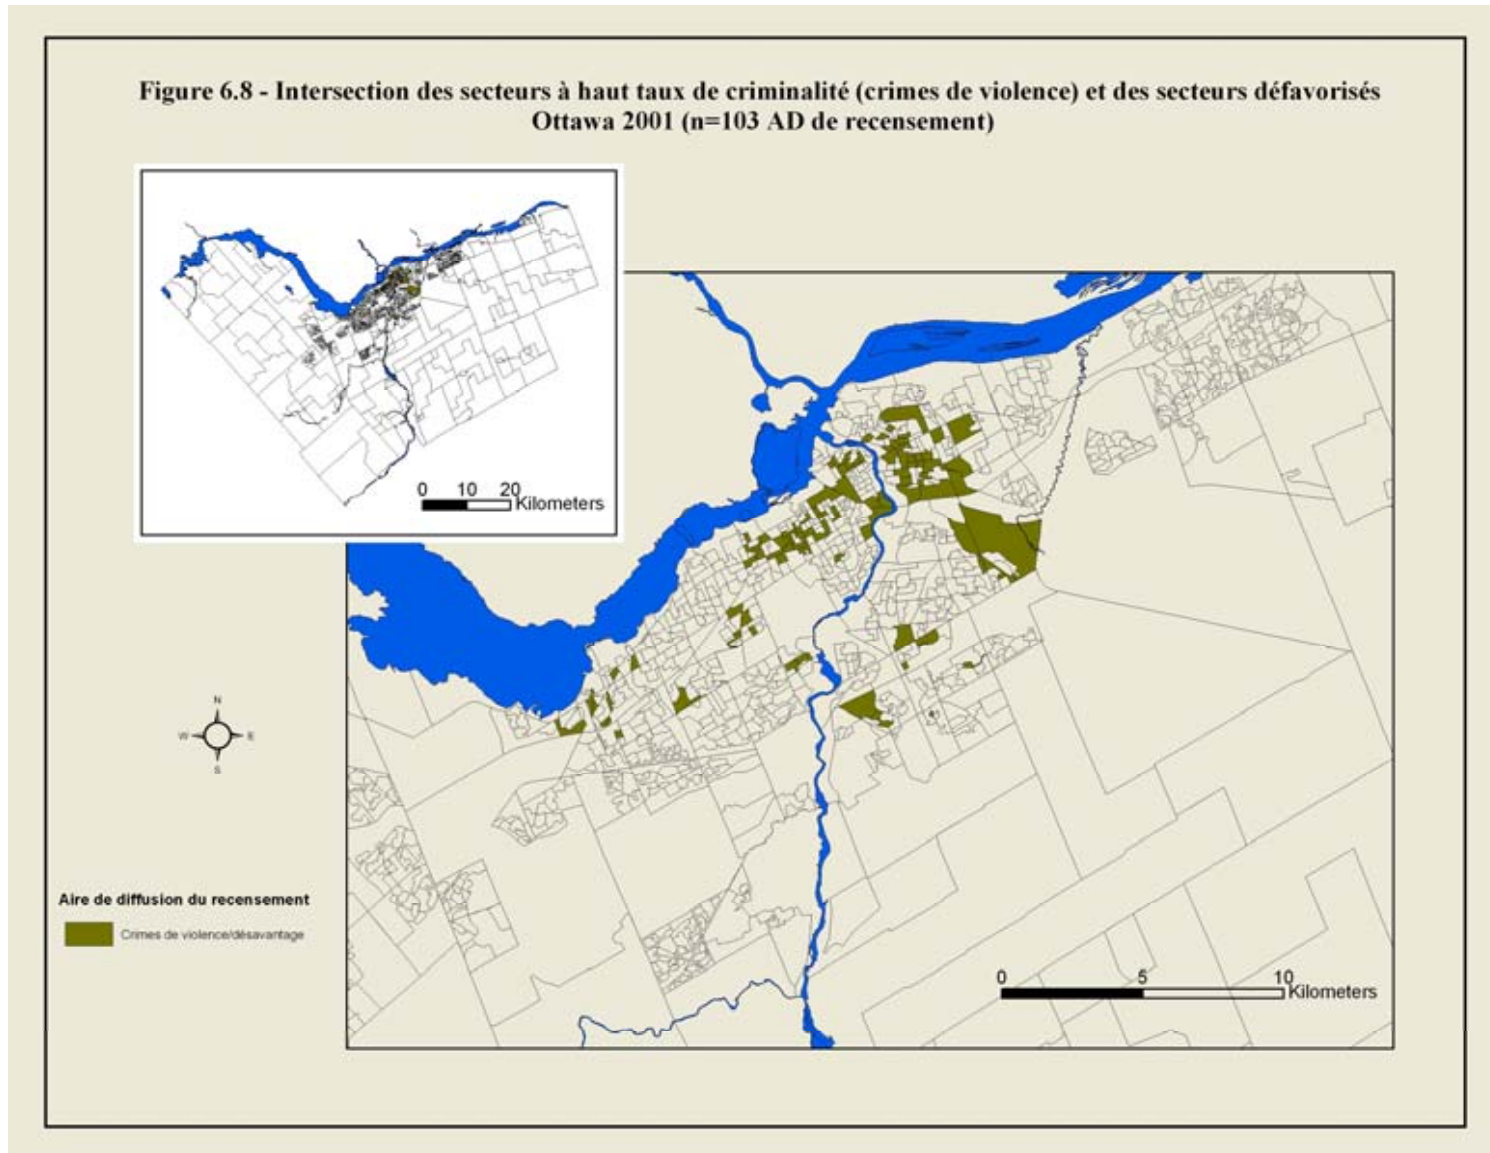 Figure 6.8 - Intersection des secteurs à haut taux de criminalité (crimes de violence) et des secteurs défavorisés
Ottawa 2001 (n=103 AD de recensement)
0 10 20
Kilometers
N
W E
S
Aire de diffusion du recensement
Crimes de violence/désavantage
0 5 10
Kilometers